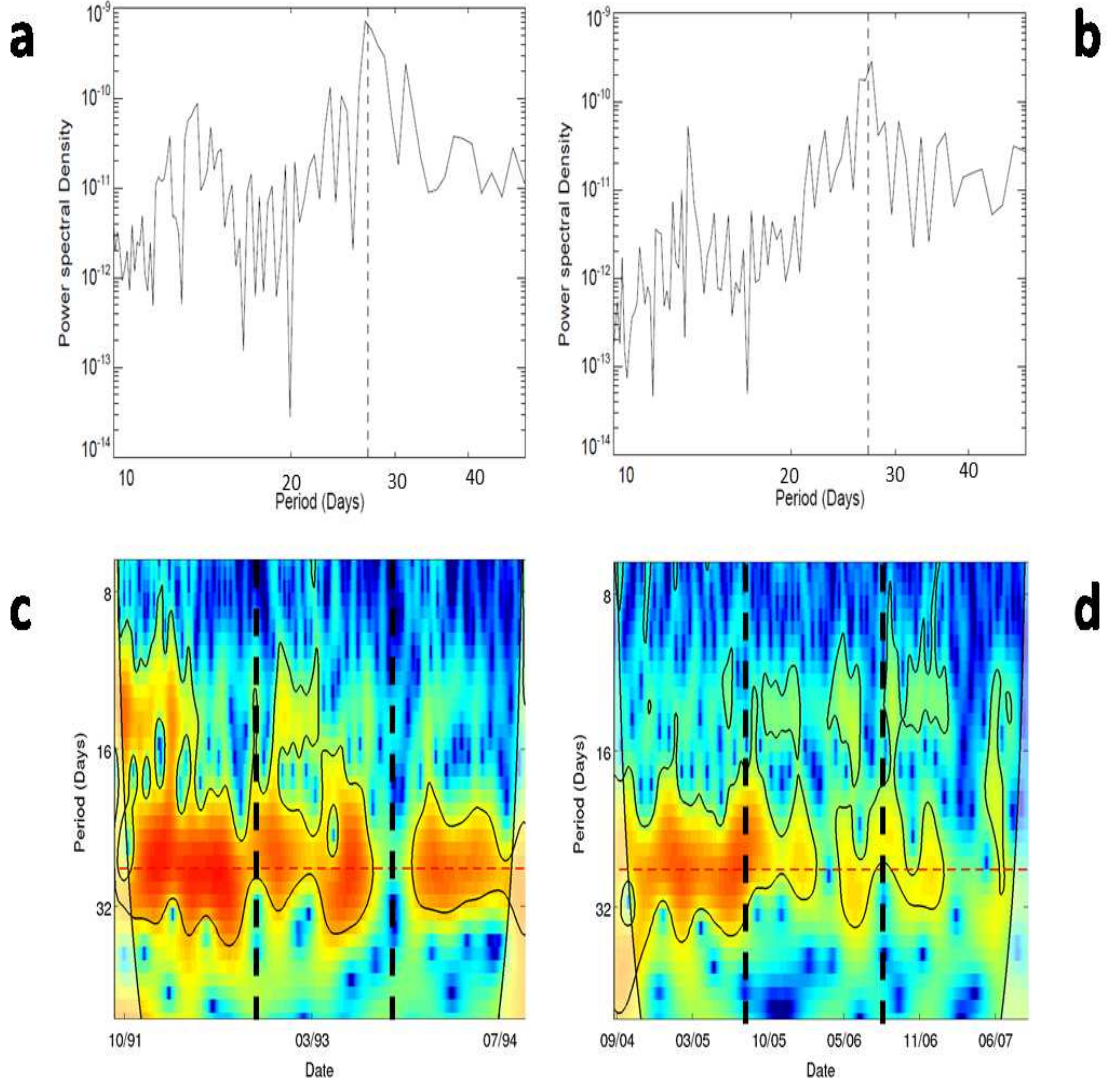 a
b
10^-9
10^-10
10^-11
10^-12
10^-13
10^-14
Power spectral Density
10 20 30 40
Period (Days)
10^-9
10^-10
10^-11
10^-12
10^-13
10^-14
Power spectral Density
10 20 30 40
Period (Days)
c
d
8
16
32
Period (Days)
10/91 03/93 07/94
Date
8
16
32
Period (Days)
09/04 03/05 10/05 05/06 11/06 06/07
Date